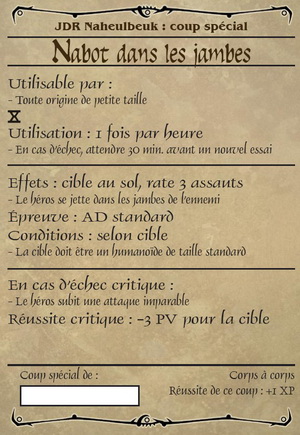 JDR Naheulbeuk : coup spécial
Nabot dans les jambes
Utilisable par :
- Toute origine de petite taille
Utilisation : 1 fois par heure
- En cas d'échec, attendre 30 min. avant un nouvel essai
Effets : cible au sol, rate 3 assauts
- Le héros se jette dans les jambes de l'ennemi
Épreuve : AD standard
Conditions : selon cible
- La cible doit être un humanoïde de taille standard
En cas d'échec critique :
- Le héros subit une attaque imparable
Réussite critique : -3 PV pour la cible
Coup spécial de :
Corps à corps
Réussite de ce coup : +1 XP